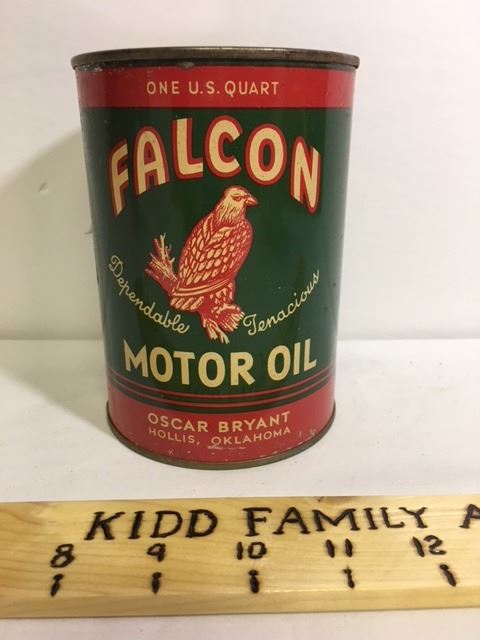 ONE U.S. QUART
FALCON
Dependable Tenacious
MOTOR OIL
OSCAR BRYANT
HOLLIS, OKLAHOMA
KIDD FAMILY A
8 9 10 11 12